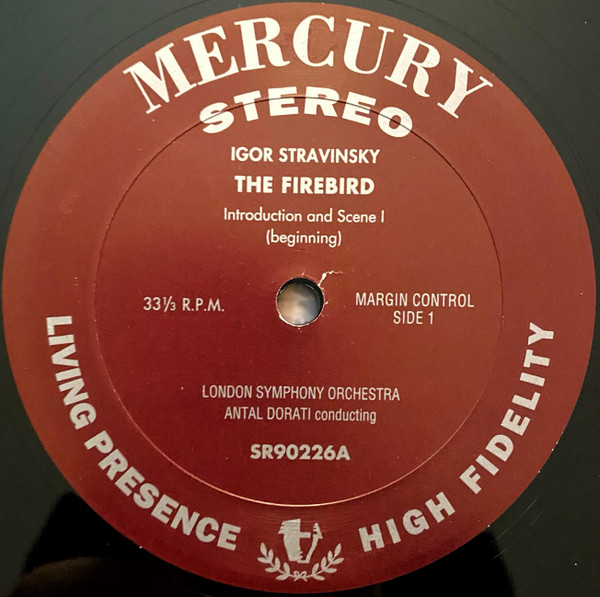 MERCURY
STEREO
IGOR STRAVINSKY
THE FIREBIRD
Introduction and Scene I
(beginning)
33⅓ R.P.M.
MARGIN CONTROL
SIDE 1
LONDON SYMPHONY ORCHESTRA
ANTAL DORATI conducting
SR90226A
LIVING PRESENCE
HIGH FIDELITY